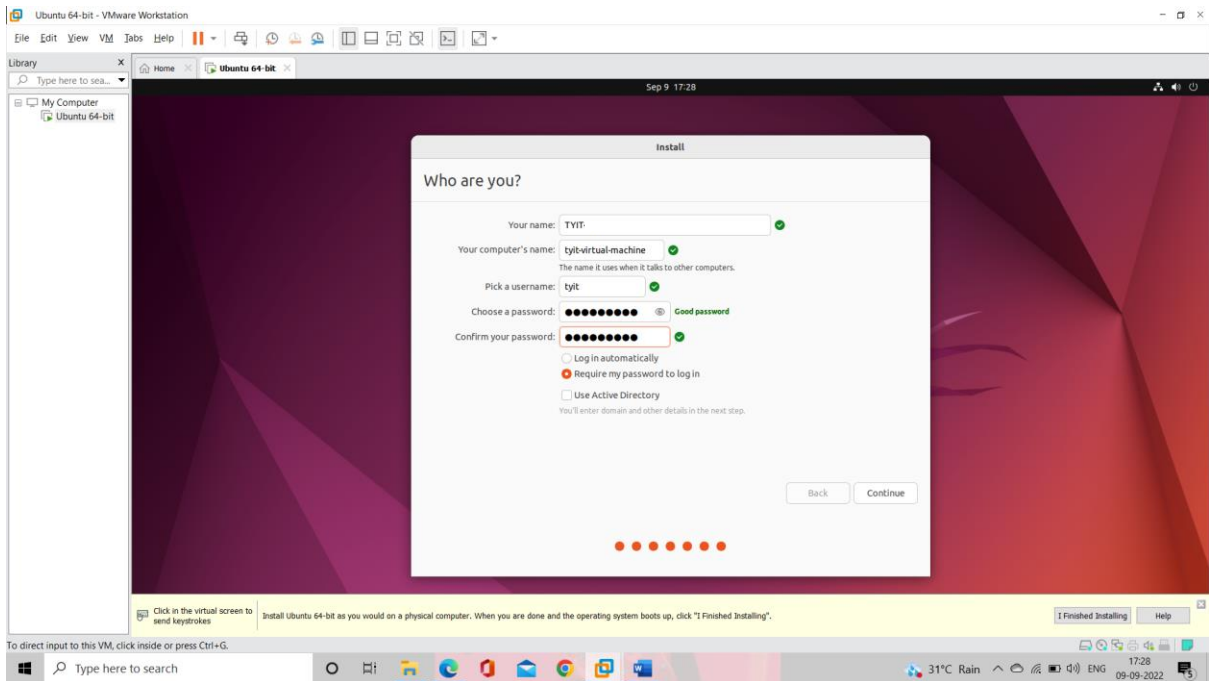 Ubuntu 64-bit - VMware Workstation
File Edit View VM Tabs Help
Library
Home
Ubuntu 64-bit
Type here to sea...
My Computer
Ubuntu 64-bit
Sep 9 17:28
Install
Who are you?
Your name: TYIT-
Your computer's name: tyit-virtual-machine
The name it uses when it talks to other computers.
Pick a username: tyit
Choose a password: ●●●●●●●●● Good password
Confirm your password: ●●●●●●●●●
Log in automatically
Require my password to log in
Use Active Directory
You'll enter domain and other details in the next step.
Back Continue
Click in the virtual screen to
send keystrokes
Install Ubuntu 64-bit as you would on a physical computer. When you are done and the operating system boots up, click "I Finished Installing".
I Finished Installing Help
To direct input to this VM, click inside or press Ctrl+G.
Type here to search
31°C Rain
ENG
17:28
09-09-2022
5